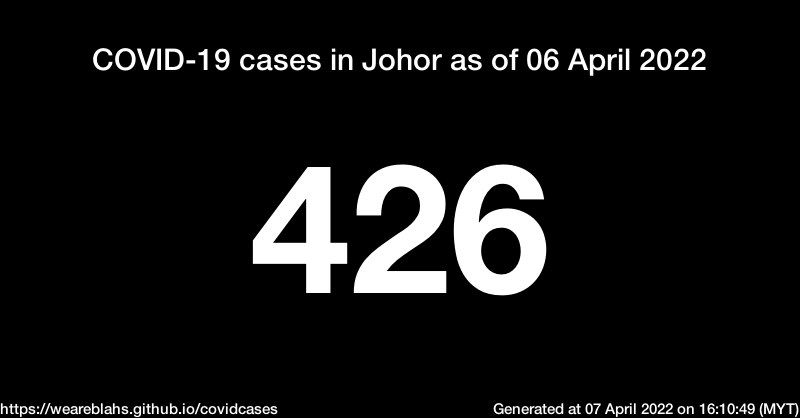 COVID-19 cases in Johor as of 06 April 2022
426
https://weareblahs.github.io/covidcases
Generated at 07 April 2022 on 16:10:49 (MYT)